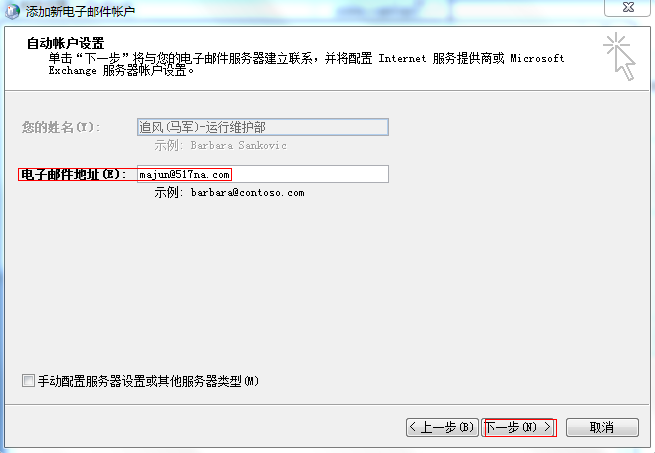 添加新电子邮件帐户
自动帐户设置
单击“下一步”将与您的电子邮件服务器建立联系，并将配置 Internet 服务提供商或 Microsoft
Exchange 服务器帐户设置。
您的姓名(Y):
追风(马军)-运行维护部
示例: Barbara Sankovic
电子邮件地址(E):
majun@517na.com
示例: barbara@contoso.com
手动配置服务器设置或其他服务器类型(M)
< 上一步(B)
下一步(N) >
取消